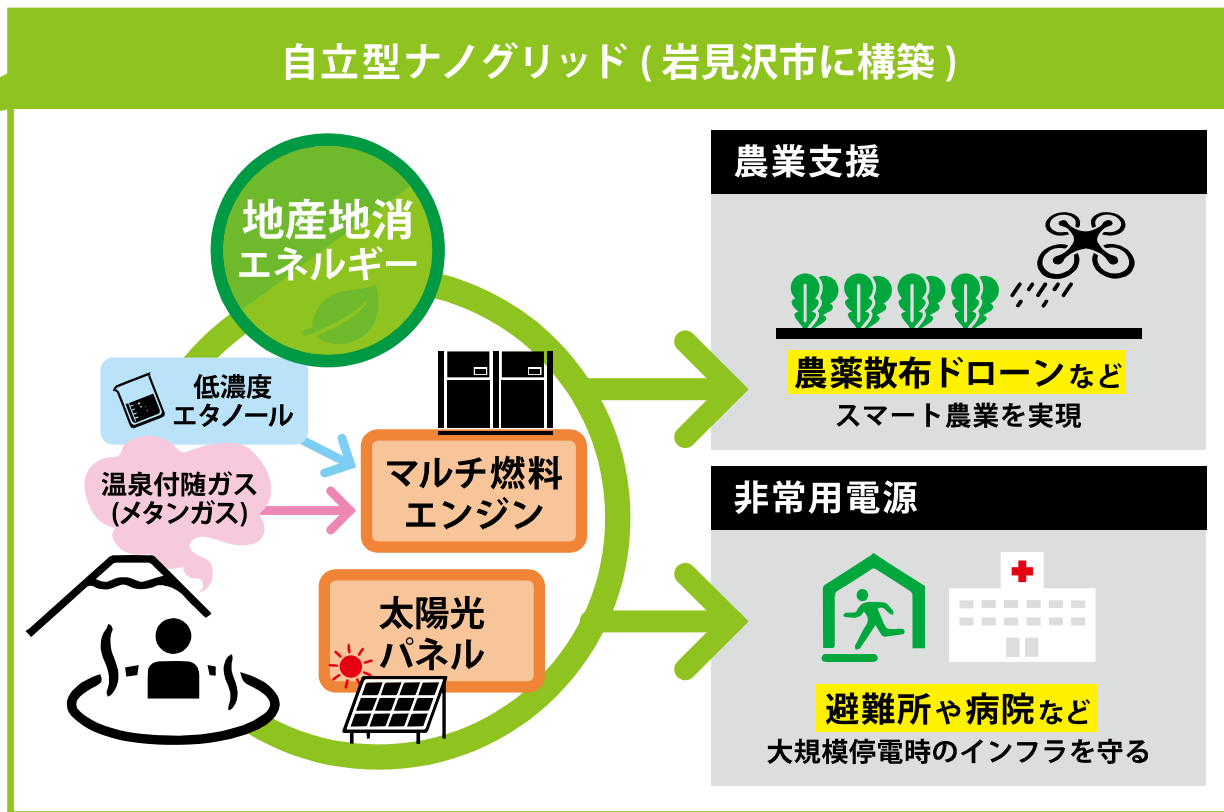 自立型ナノグリッド(岩見沢市に構築)
地産地消
エネルギー
低濃度
エタノール
温泉付随ガス
(メタンガス)
マルチ燃料
エンジン
太陽光
パネル
農業支援
農薬散布ドローンなど
スマート農業を実現
非常用電源
避難所や病院など
大規模停電時のインフラを守る